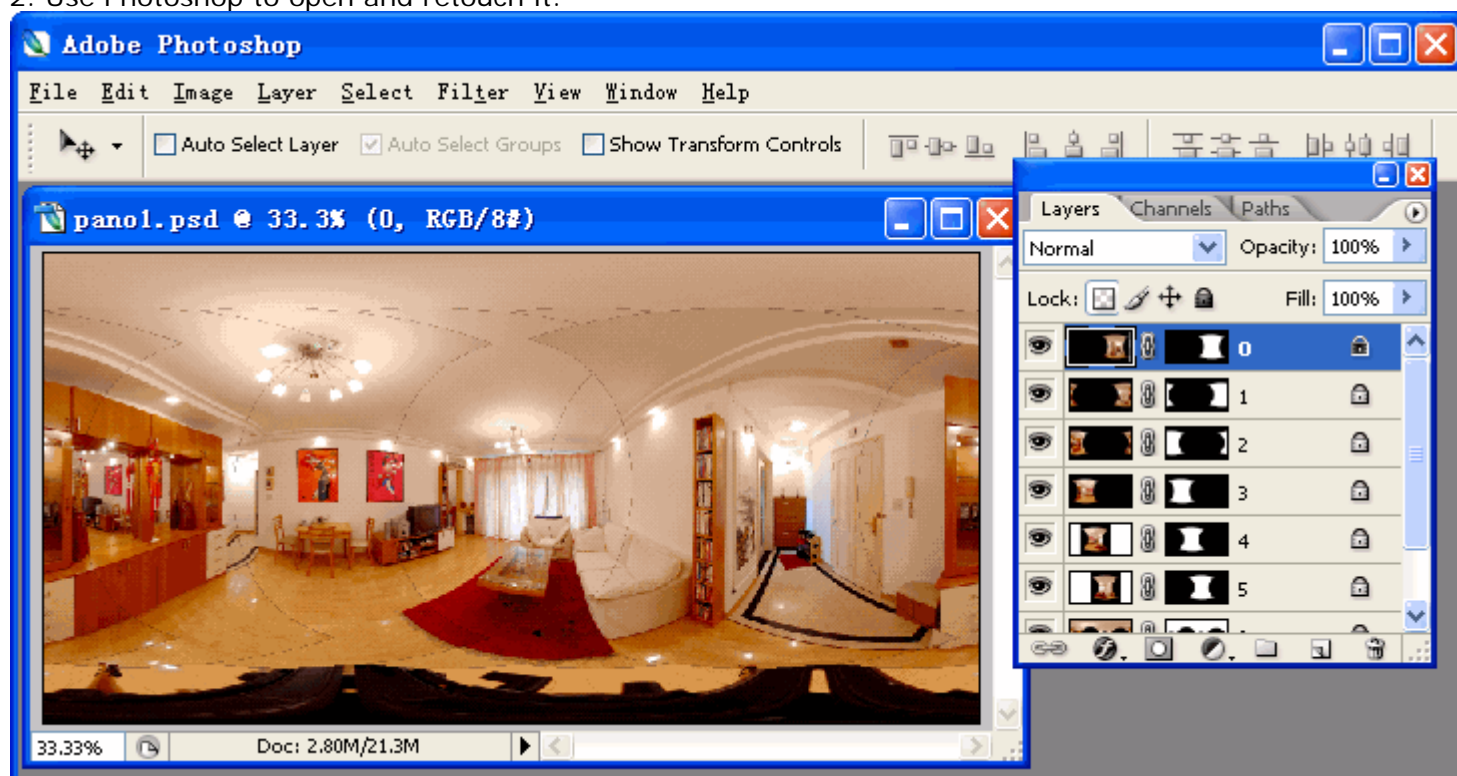 2. Use Photoshop to open and retouch it.
Adobe Photoshop
File Edit Image Layer Select Filter View Window Help
Auto Select Layer Auto Select Groups Show Transform Controls
pano1.psd @ 33.3% (0, RGB/8#)
33.33% Doc: 2.80M/21.3M
Layers Channels Paths
Normal Opacity: 100%
Lock: Fill: 100%
0
1
2
3
4
5